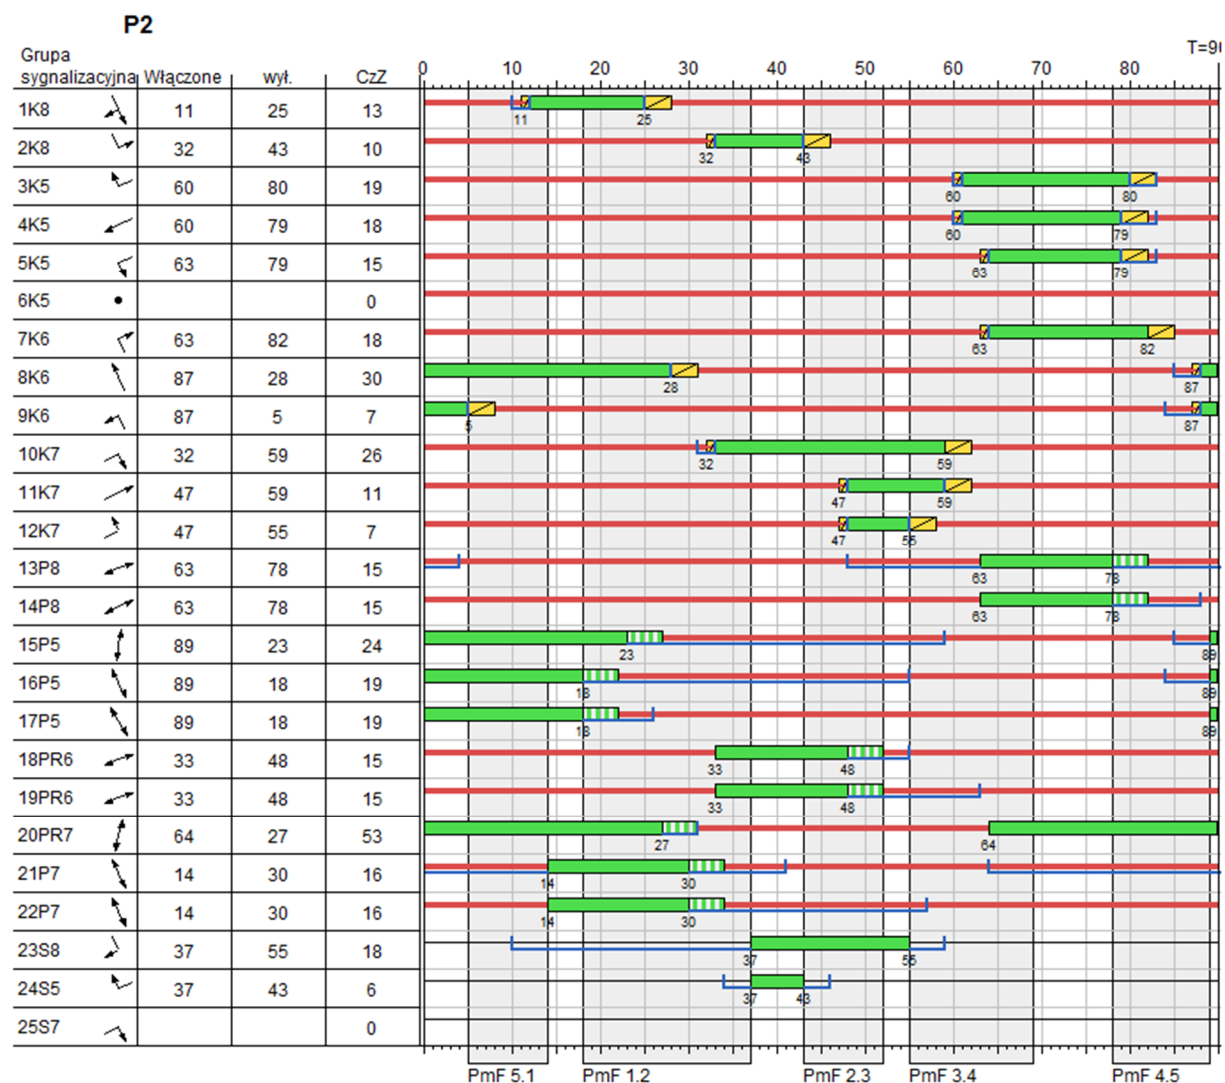 P2
T=90
Grupa
sygnalizacyjna Włączone wył. CzZ 0 10 20 30 40 50 60 70 80
1K8 11 25 13
11 25
2K8 32 43 10
32 43
3K5 60 80 19
60 80
4K5 60 79 18
60 79
5K5 63 79 15
63 79
6K5 0
7K6 63 82 18
63 82
8K6 87 28 30
28 87
9K6 87 5 7
5 87
10K7 32 59 26
32 59
11K7 47 59 11
47 59
12K7 47 55 7
47 55
13P8 63 78 15
63 78
14P8 63 78 15
63 78
15P5 89 23 24
23 89
16P5 89 18 19
18 89
17P5 89 18 19
18 89
18PR6 33 48 15
33 48
19PR6 33 48 15
33 48
20PR7 64 27 53
27 64
21P7 14 30 16
14 30
22P7 14 30 16
14 30
23S8 37 55 18
37 55
24S5 37 43 6
37 43
25S7 0
PmF 5.1 PmF 1.2 PmF 2.3 PmF 3.4 PmF 4.5